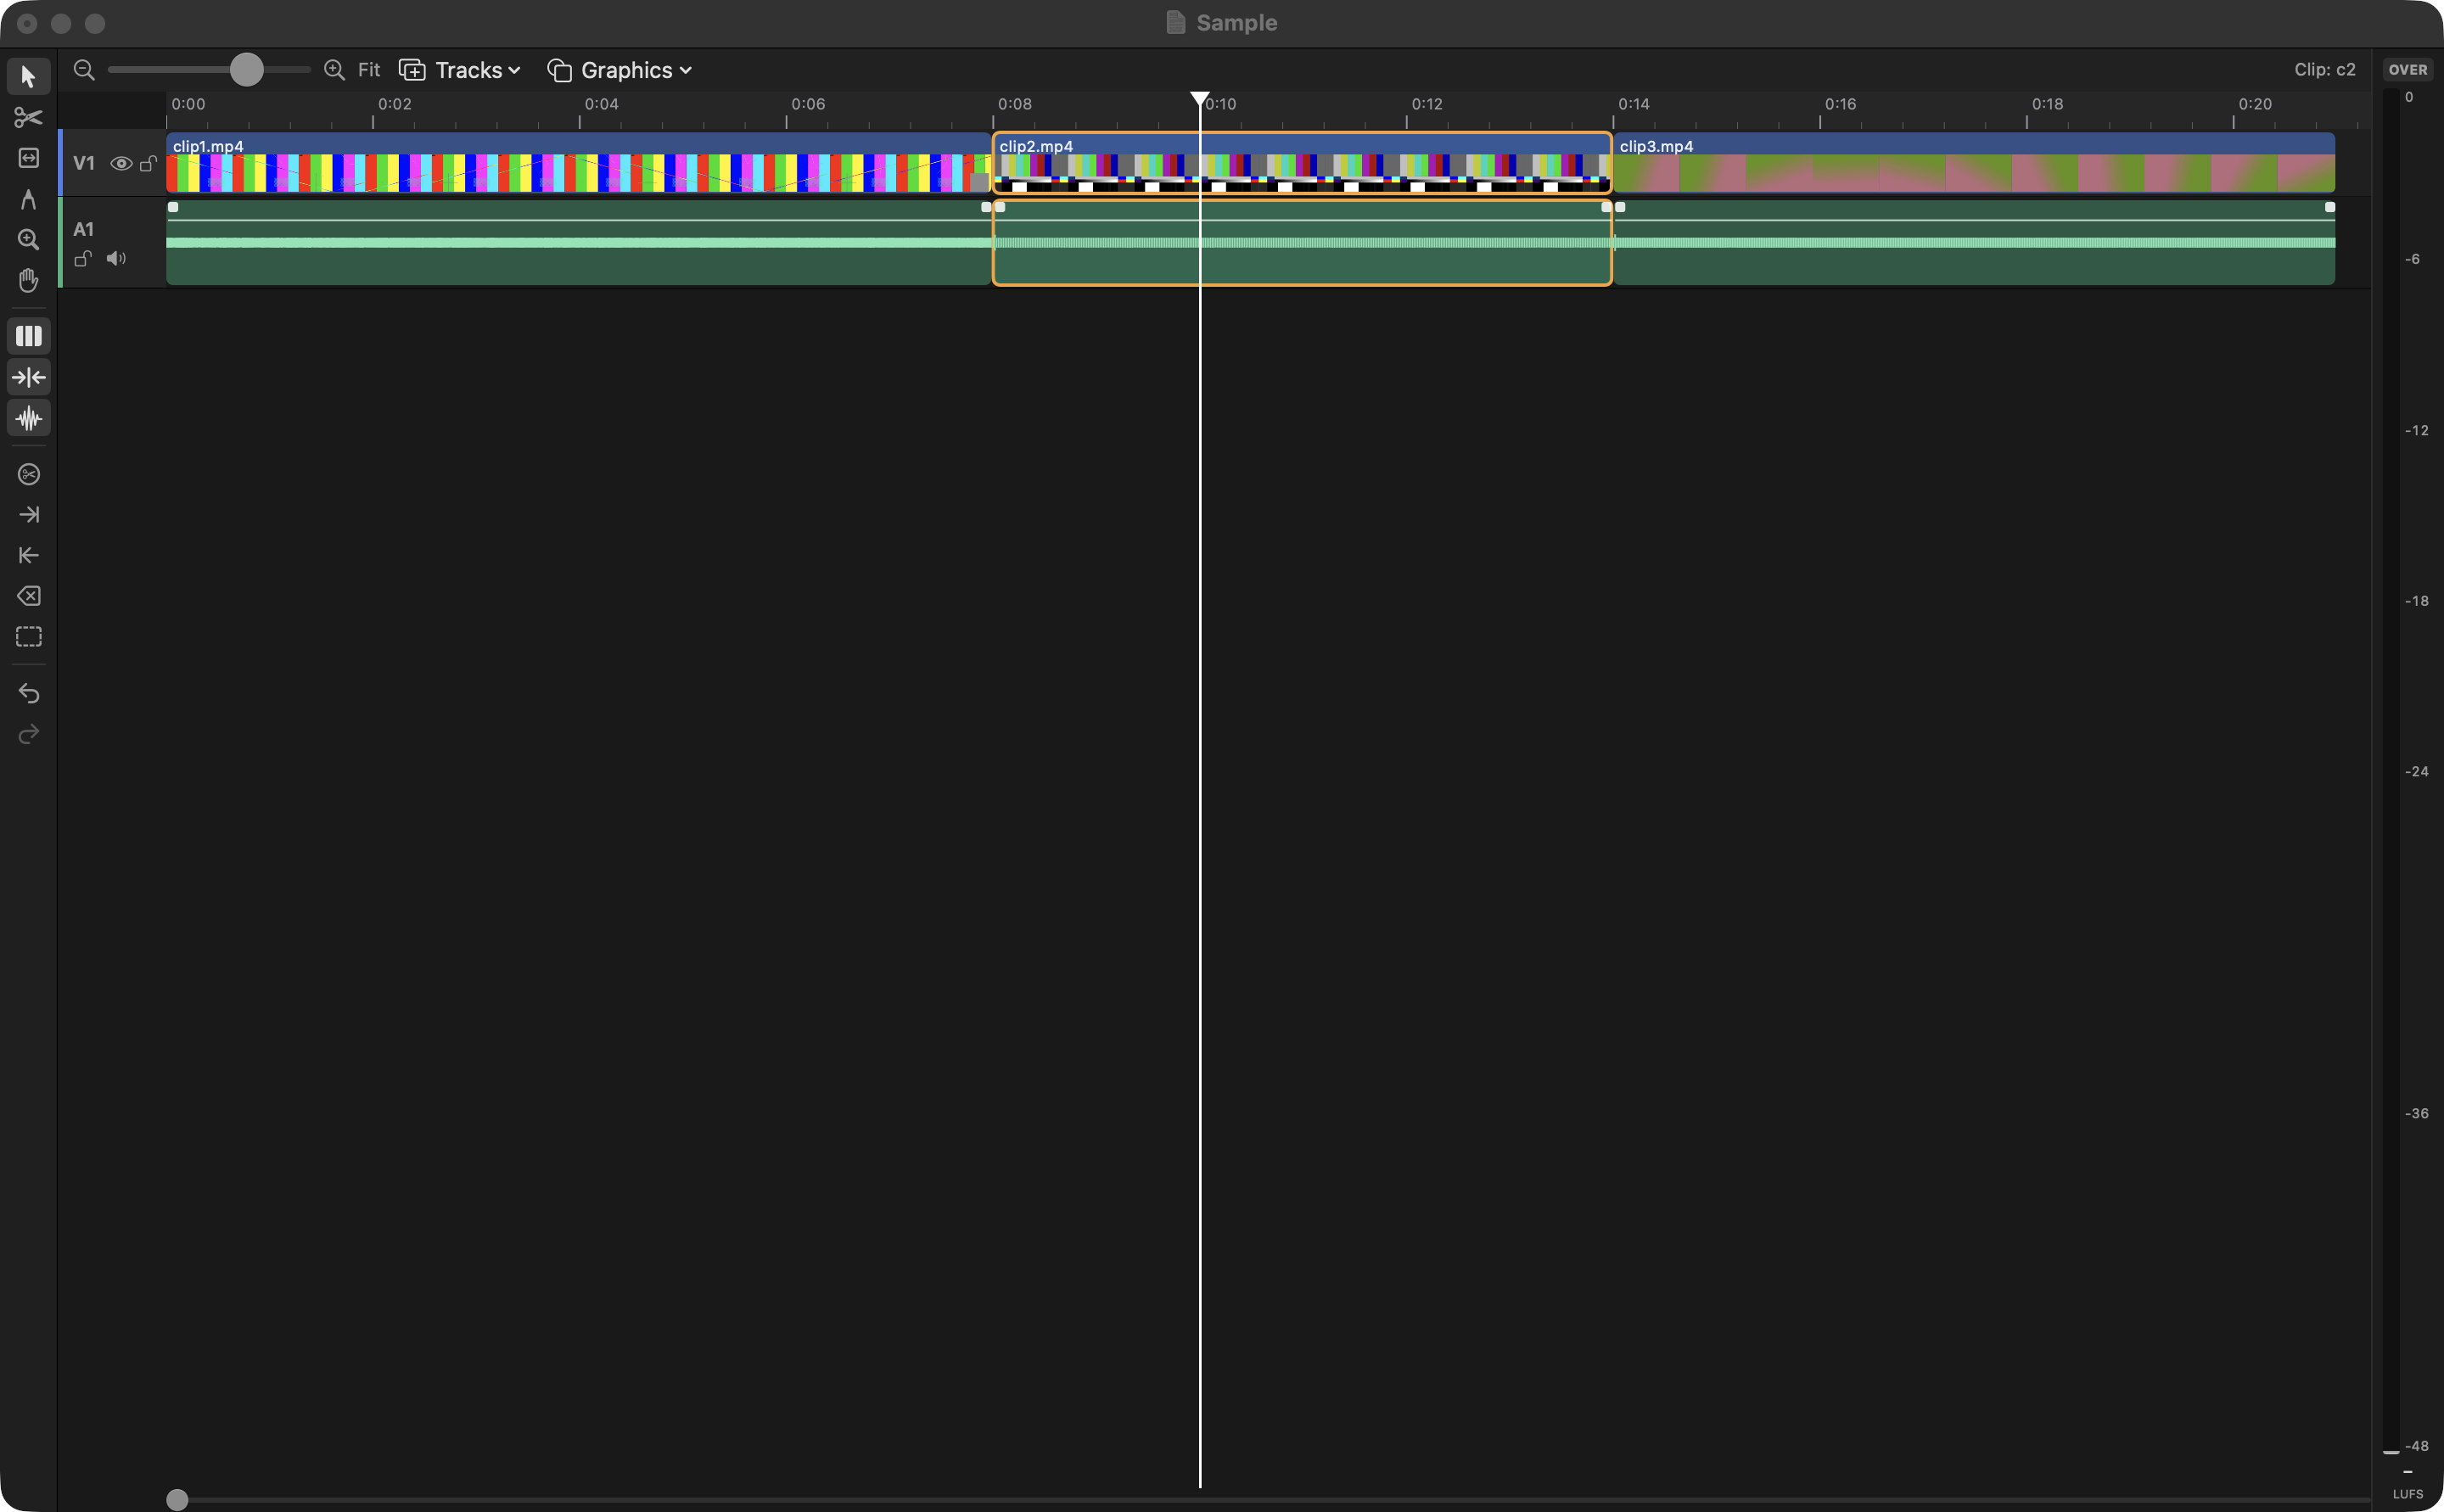 Sample
Fit Tracks Graphics Clip: c2 OVER
0:00 0:02 0:04 0:06 0:08 0:10 0:12 0:14 0:16 0:18 0:20
V1
clip1.mp4 clip2.mp4 clip3.mp4
A1
0
-6
-12
-18
-24
-36
-48
–
LUFS